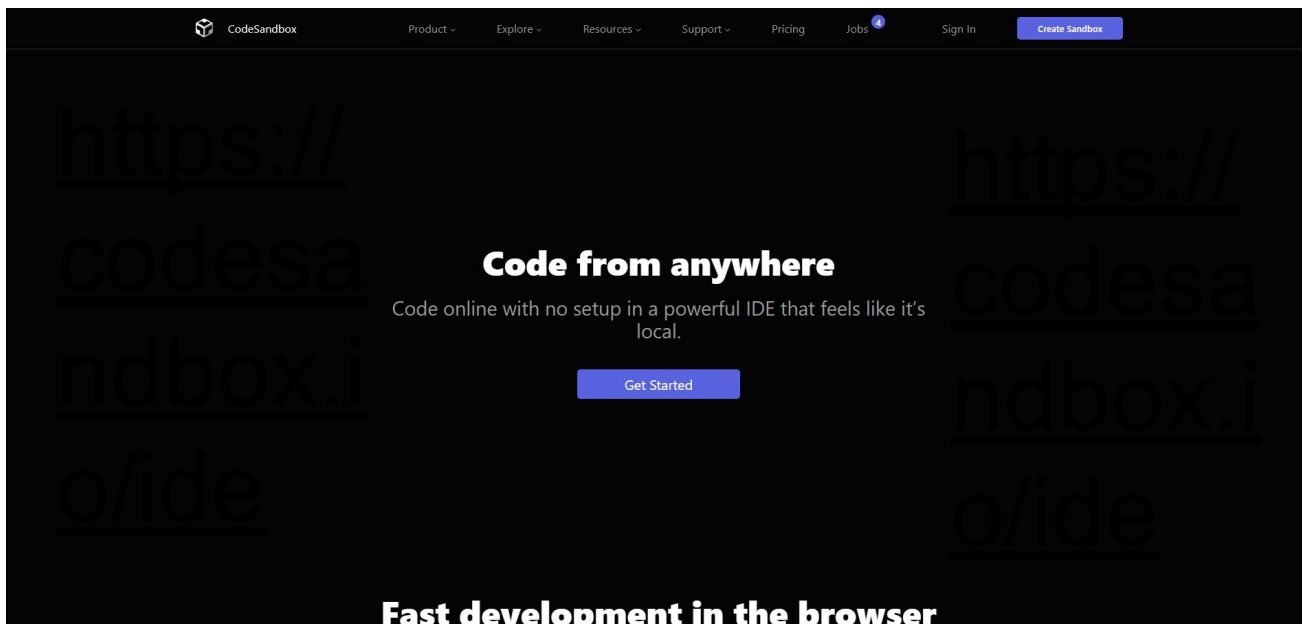 CodeSandbox Product Explore Resources Support Pricing Jobs 4 Sign In Create Sandbox
https://
codesa
ndbox.i
o/ide
Code from anywhere
Code online with no setup in a powerful IDE that feels like it's
local.
Get Started
https://
codesa
ndbox.i
o/ide
Fast development in the browser